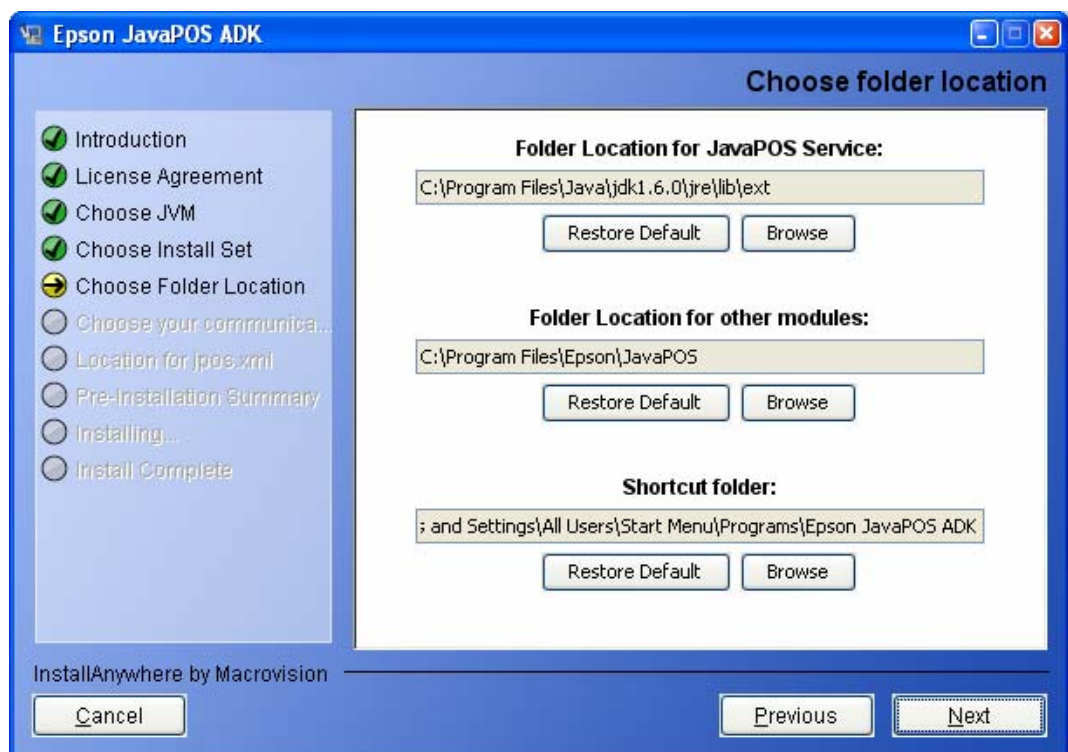 Epson JavaPOS ADK
Choose folder location
Introduction
License Agreement
Choose JVM
Choose Install Set
Choose Folder Location
Choose your communica...
Location for jpos.xml
Pre-Installation Summary
Installing...
Install Complete
Folder Location for JavaPOS Service:
C:\Program Files\Java\jdk1.6.0\jre\lib\ext
Restore Default Browse
Folder Location for other modules:
C:\Program Files\Epson\JavaPOS
Restore Default Browse
Shortcut folder:
s and Settings\All Users\Start Menu\Programs\Epson JavaPOS ADK
Restore Default Browse
InstallAnywhere by Macrovision
Cancel Previous Next